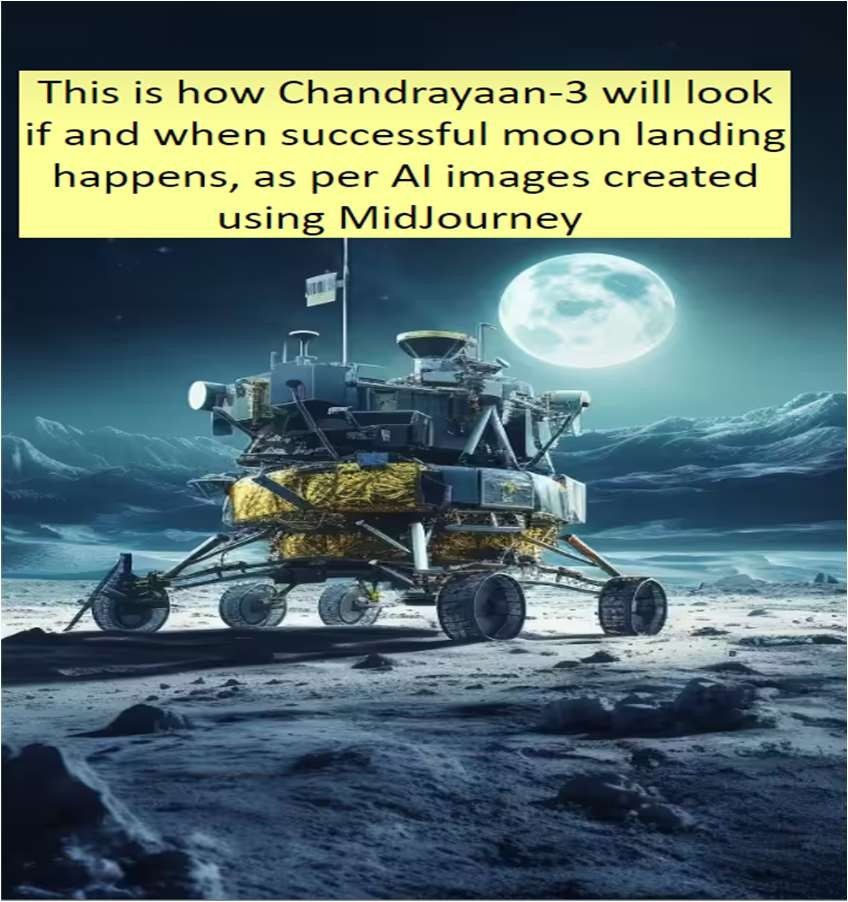 This is how Chandrayaan-3 will look
if and when successful moon landing
happens, as per AI images created
using MidJourney